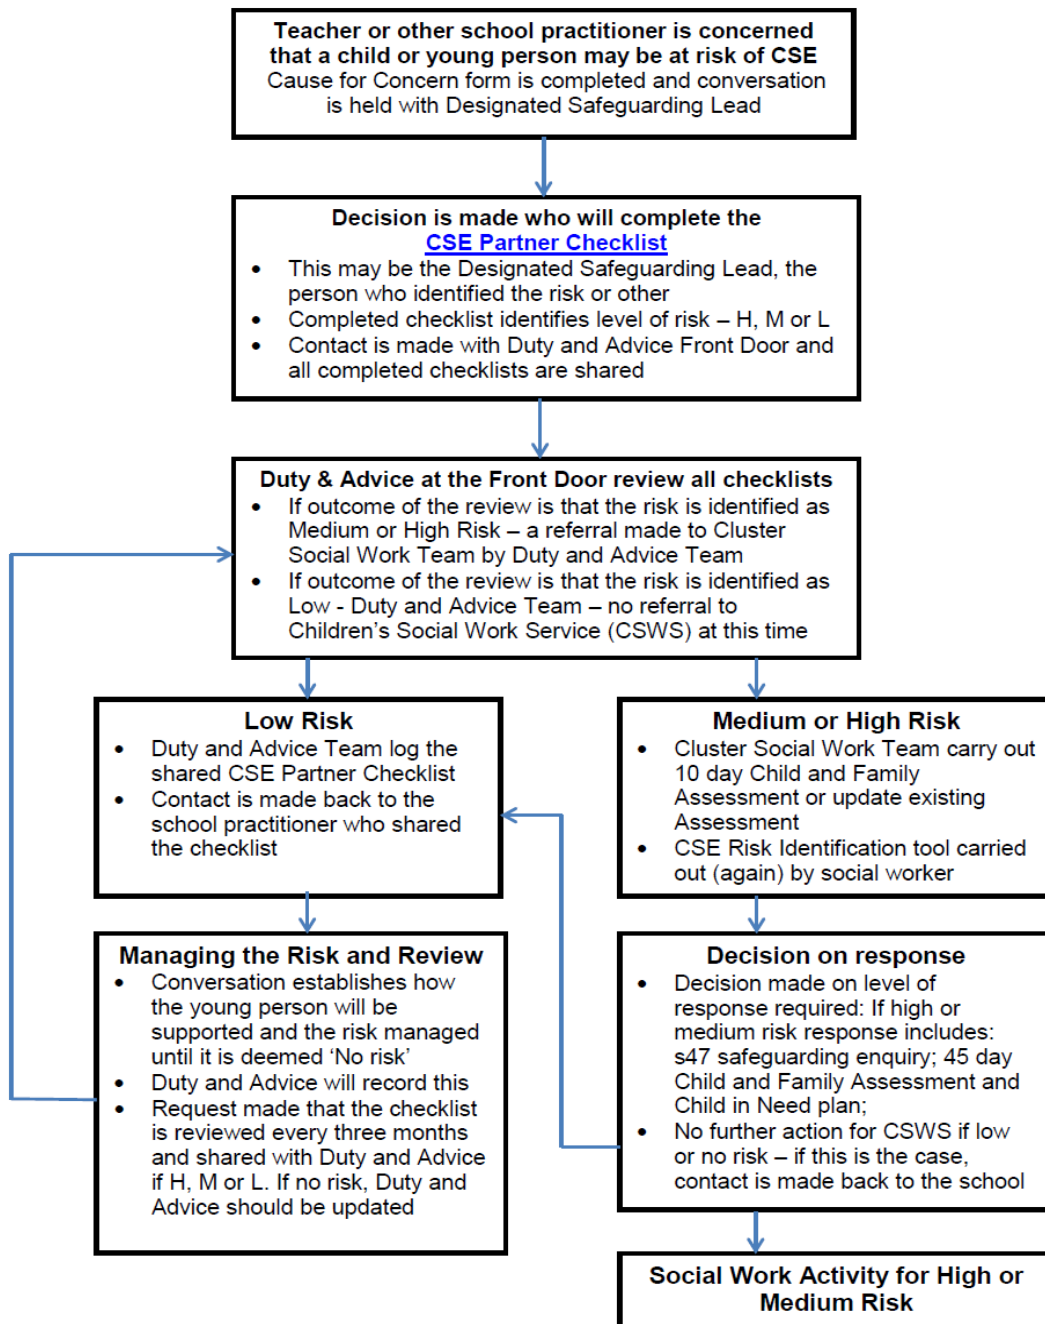 Teacher or other school practitioner is concerned
that a child or young person may be at risk of CSE
Cause for Concern form is completed and conversation
is held with Designated Safeguarding Lead
Decision is made who will complete the
CSE Partner Checklist
• This may be the Designated Safeguarding Lead, the
person who identified the risk or other
• Completed checklist identifies level of risk – H, M or L
• Contact is made with Duty and Advice Front Door and
all completed checklists are shared
Duty & Advice at the Front Door review all checklists
• If outcome of the review is that the risk is identified as
Medium or High Risk – a referral made to Cluster
Social Work Team by Duty and Advice Team
• If outcome of the review is that the risk is identified as
Low - Duty and Advice Team – no referral to
Children’s Social Work Service (CSWS) at this time
Low Risk
• Duty and Advice Team log the
shared CSE Partner Checklist
• Contact is made back to the
school practitioner who shared
the checklist
Medium or High Risk
• Cluster Social Work Team carry out
10 day Child and Family
Assessment or update existing
Assessment
• CSE Risk Identification tool carried
out (again) by social worker
Managing the Risk and Review
• Conversation establishes how
the young person will be
supported and the risk managed
until it is deemed ‘No risk’
• Duty and Advice will record this
• Request made that the checklist
is reviewed every three months
and shared with Duty and Advice
if H, M or L. If no risk, Duty and
Advice should be updated
Decision on response
• Decision made on level of
response required: If high or
medium risk response includes:
s47 safeguarding enquiry; 45 day
Child and Family Assessment and
Child in Need plan;
• No further action for CSWS if low
or no risk – if this is the case,
contact is made back to the school
Social Work Activity for High or
Medium Risk